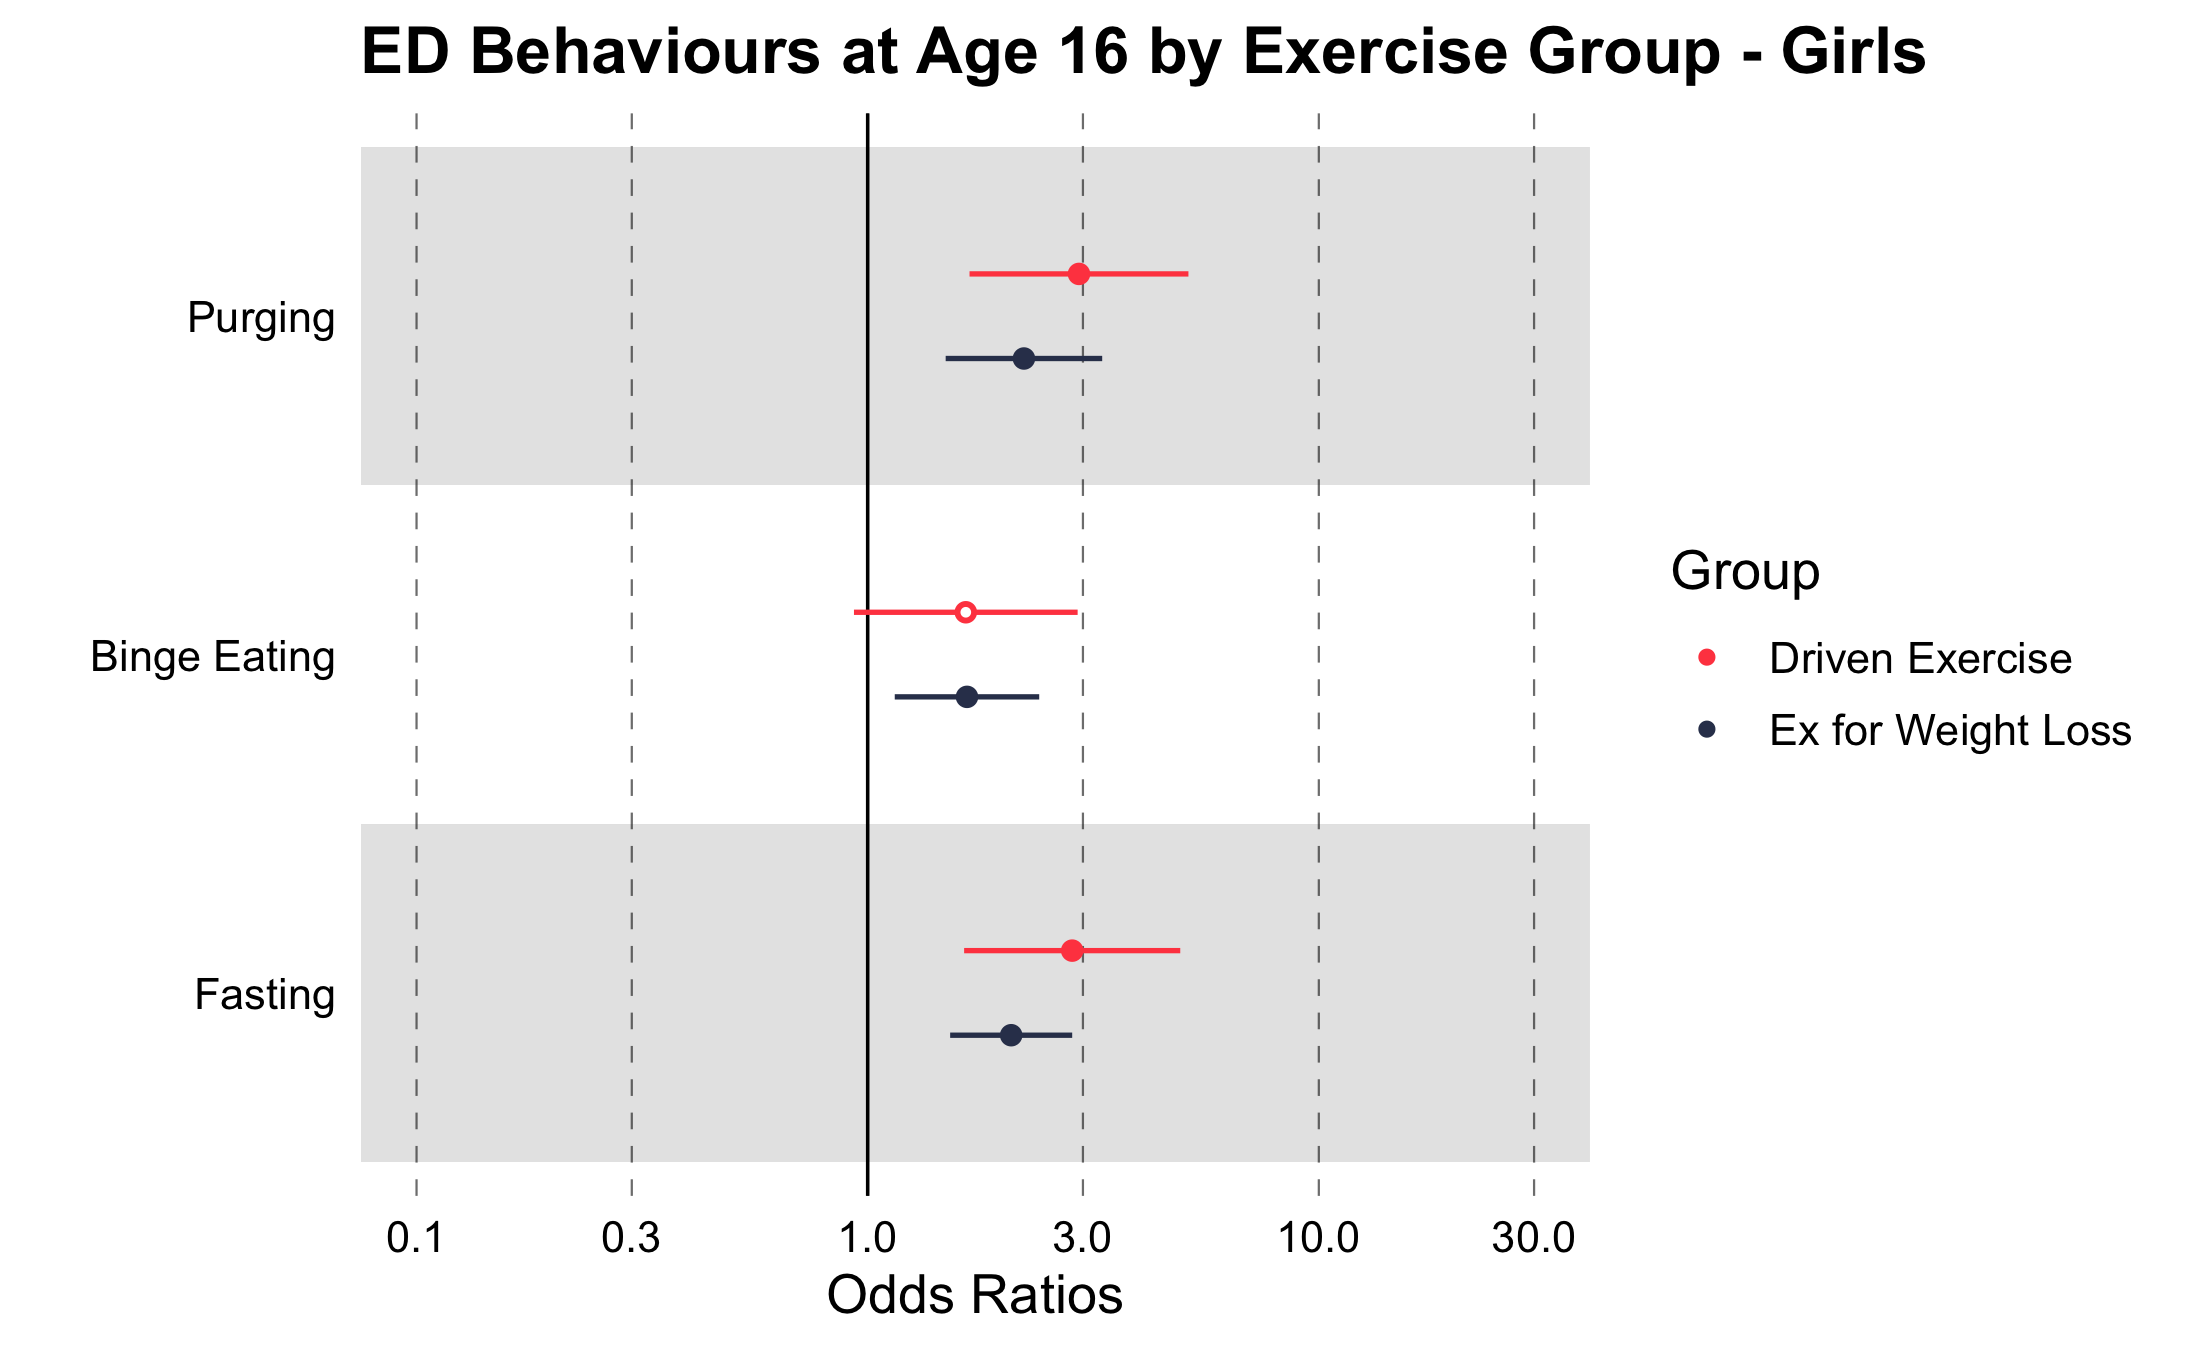 ED Behaviours at Age 16 by Exercise Group - Girls
Purging
Binge Eating
Fasting
0.1 0.3 1.0 3.0 10.0 30.0
Odds Ratios
Group
Driven Exercise
Ex for Weight Loss